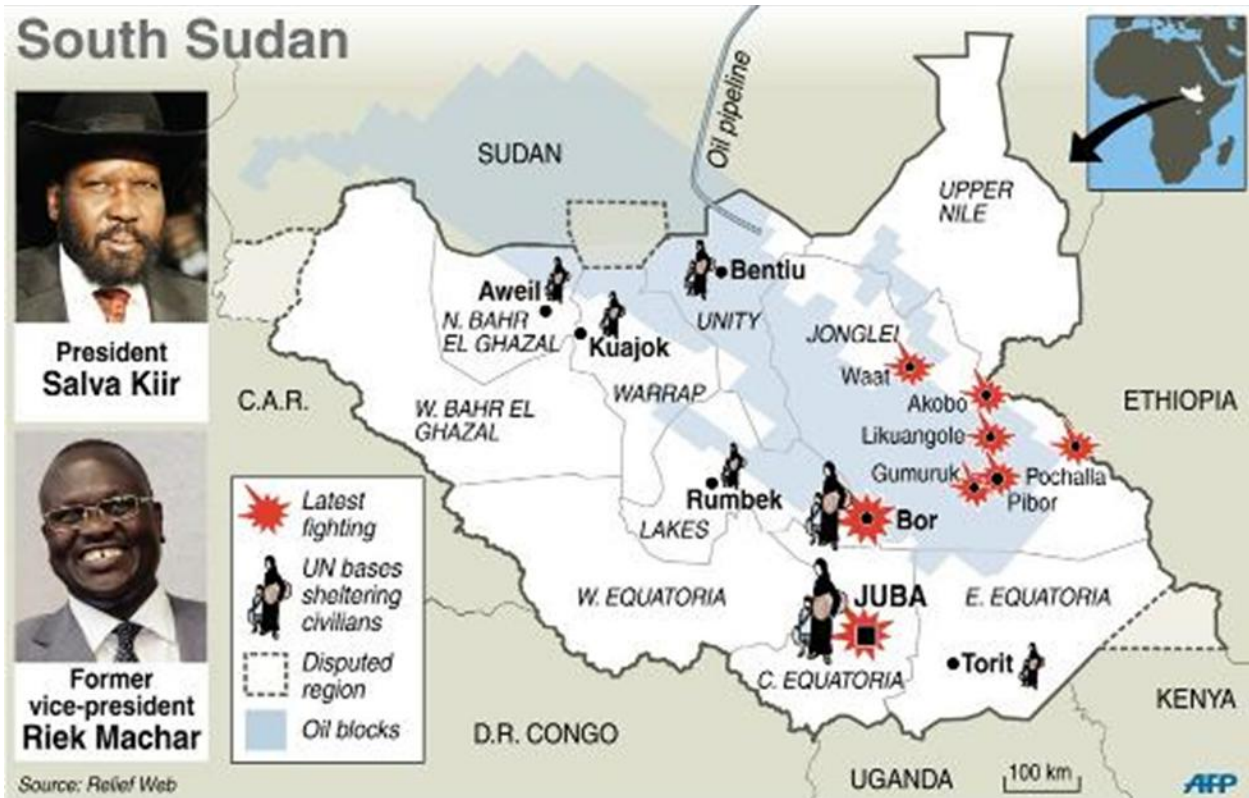 South Sudan
President
Salva Kiir
Former
vice-president
Riek Machar
Source: Relief Web
Latest
fighting
UN bases
sheltering
civilians
Disputed
region
Oil blocks
SUDAN
Oil pipeline
UPPER
NILE
Aweil
N. BAHR
EL GHAZAL
Kuajok
Bentiu
UNITY
JONGLEI
Waat
Akobo
Likuangole
Gumuruk
Pochalla
Pibor
C.A.R.
W. BAHR EL
GHAZAL
WARRAP
ETHIOPIA
Rumbek
LAKES
Bor
W. EQUATORIA
JUBA
E. EQUATORIA
C. EQUATORIA
Torit
KENYA
D.R. CONGO
UGANDA
100 km
AFP